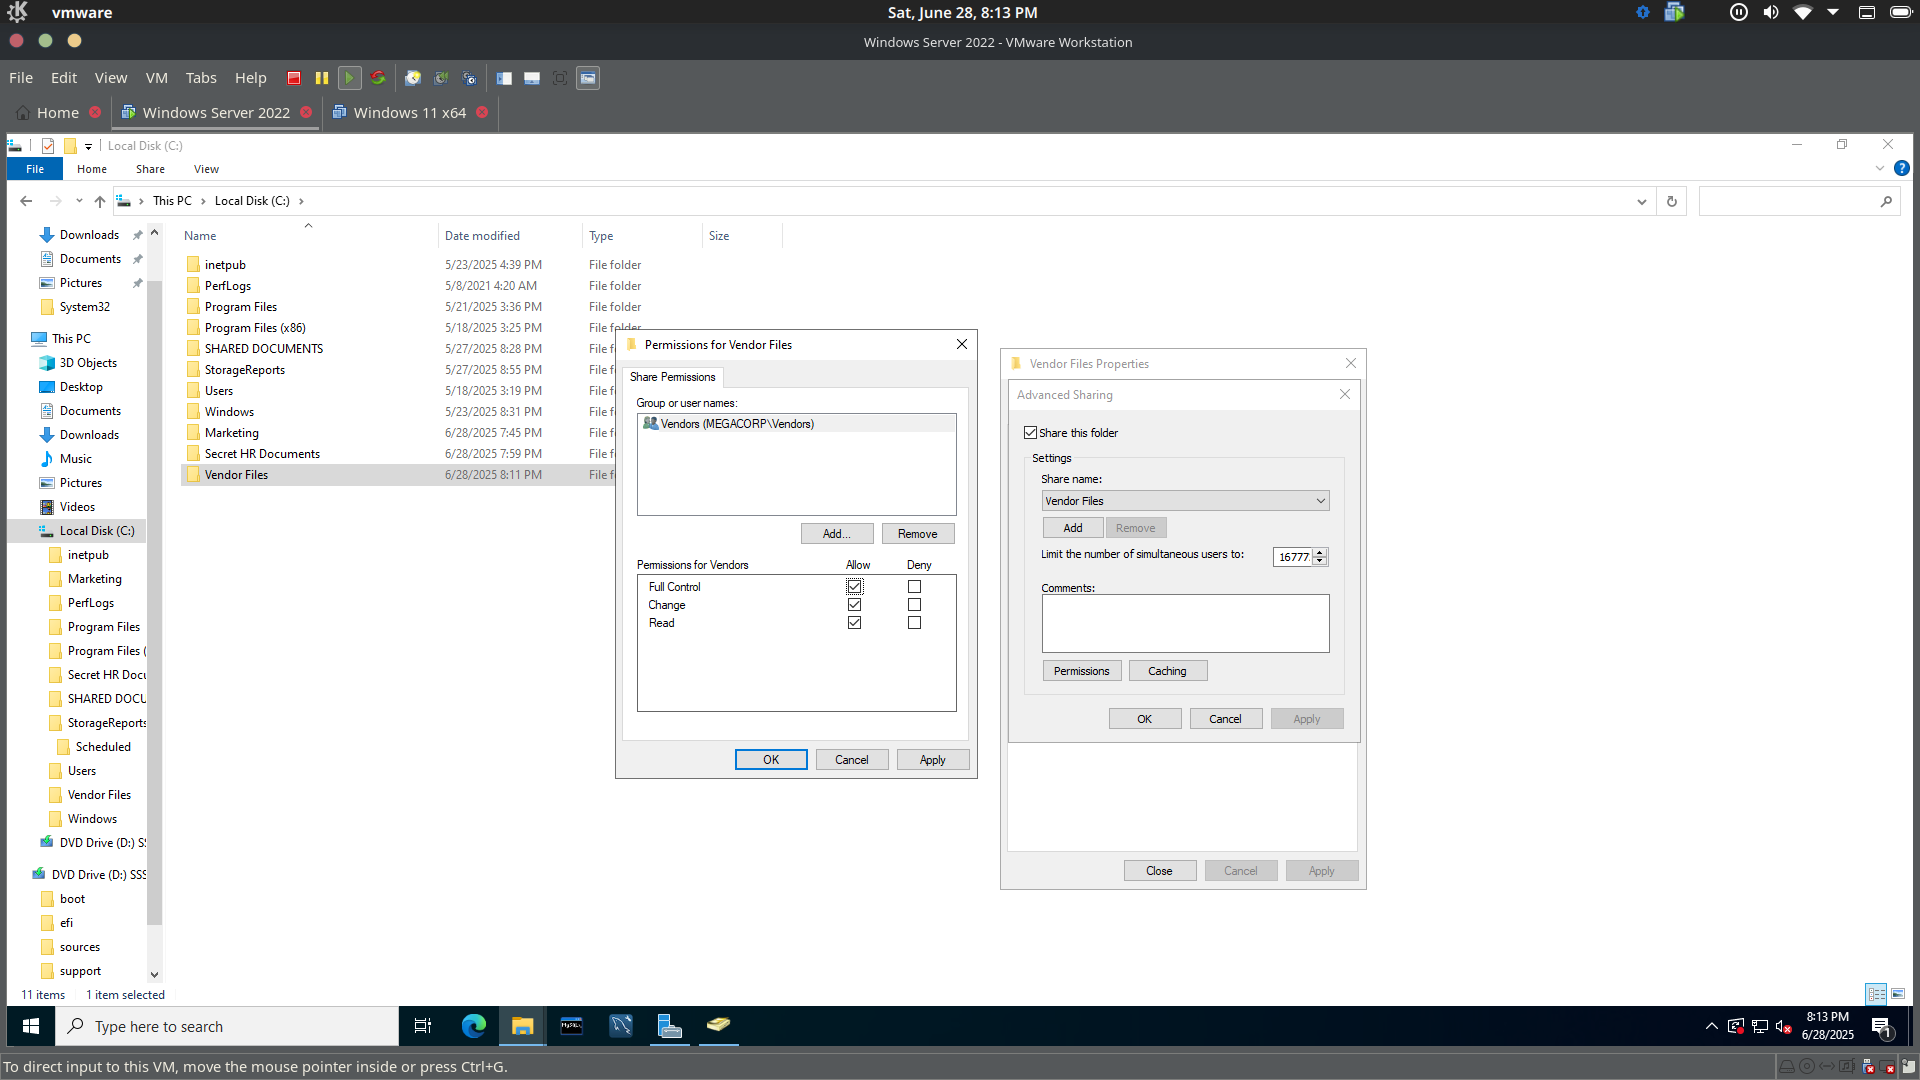 vmware
Sat, June 28, 8:13 PM
Windows Server 2022 - VMware Workstation
File Edit View VM Tabs Help
Home Windows Server 2022 Windows 11 x64
Local Disk (C:)
File Home Share View
This PC Local Disk (C:)
Name Date modified Type Size
Downloads
Documents
Pictures
System32
This PC
3D Objects
Desktop
Documents
Downloads
Music
Pictures
Videos
Local Disk (C:)
inetpub
Marketing
PerfLogs
Program Files
Program Files (
Secret HR Docu
SHARED DOCU
StorageReports
Scheduled
Users
Vendor Files
Windows
DVD Drive (D:) S
DVD Drive (D:) SSS
boot
efi
sources
support
inetpub 5/23/2025 4:39 PM File folder
PerfLogs 5/8/2021 4:20 AM File folder
Program Files 5/21/2025 3:36 PM File folder
Program Files (x86) 5/18/2025 3:25 PM File folder
SHARED DOCUMENTS 5/27/2025 8:28 PM File f
StorageReports 5/27/2025 8:55 PM File f
Users 5/18/2025 3:19 PM File f
Windows 5/23/2025 8:31 PM File f
Marketing 6/28/2025 7:45 PM File f
Secret HR Documents 6/28/2025 7:59 PM File f
Vendor Files 6/28/2025 8:11 PM File f
Permissions for Vendor Files
Share Permissions
Group or user names:
Vendors (MEGACORP\Vendors)
Add... Remove
Permissions for Vendors Allow Deny
Full Control
Change
Read
OK Cancel Apply
Vendor Files Properties
Advanced Sharing
Share this folder
Settings
Share name:
Vendor Files
Add Remove
Limit the number of simultaneous users to: 16777
Comments:
Permissions Caching
OK Cancel Apply
Close Cancel Apply
11 items 1 item selected
Type here to search
MySQL
8:13 PM
6/28/2025
1
To direct input to this VM, move the mouse pointer inside or press Ctrl+G.